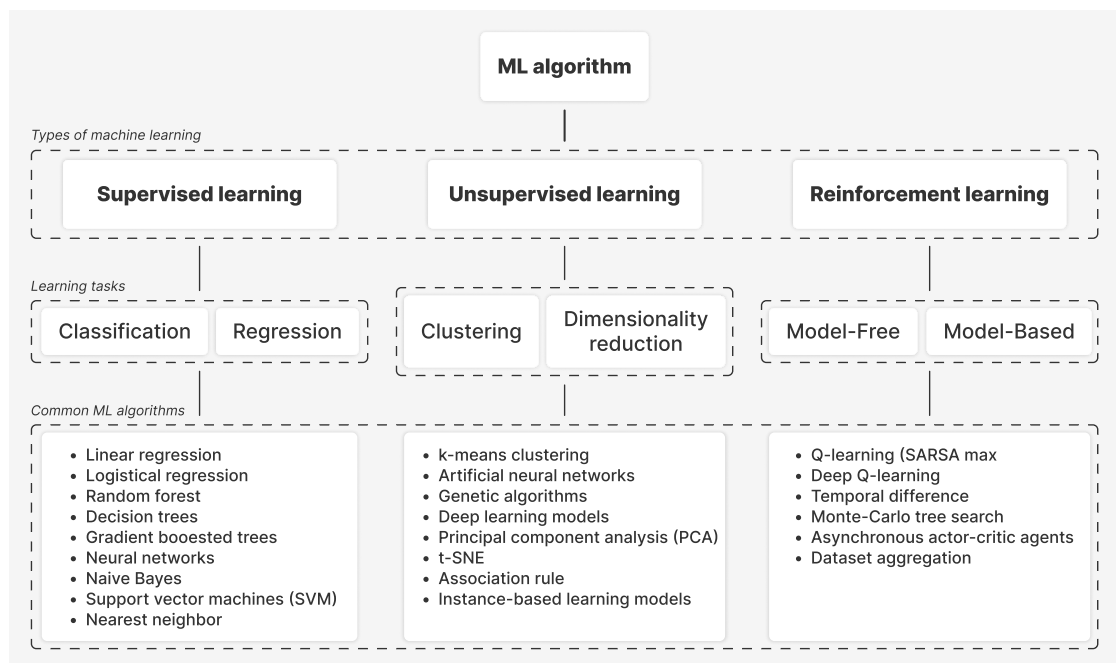 ML algorithm
Types of machine learning
Supervised learning
Unsupervised learning
Reinforcement learning
Learning tasks
Classification
Regression
Clustering
Dimensionality
reduction
Model-Free
Model-Based
Common ML algorithms
• Linear regression
• Logistical regression
• Random forest
• Decision trees
• Gradient booested trees
• Neural networks
• Naive Bayes
• Support vector machines (SVM)
• Nearest neighbor
• k-means clustering
• Artificial neural networks
• Genetic algorithms
• Deep learning models
• Principal component analysis (PCA)
• t-SNE
• Association rule
• Instance-based learning models
• Q-learning (SARSA max
• Deep Q-learning
• Temporal difference
• Monte-Carlo tree search
• Asynchronous actor-critic agents
• Dataset aggregation